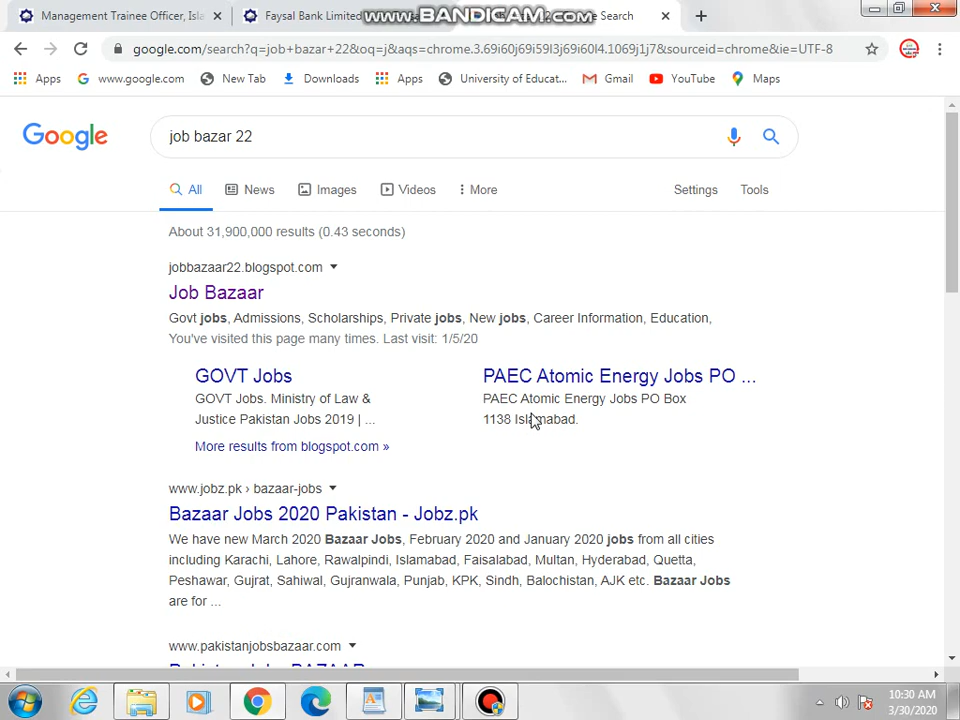 Management Trainee Officer, Isla
Faysal Bank Limited
www.BANDICAM.com
Search
google.com/search?q=job+bazar+22&oq=j&aqs=chrome.3.69i60j69i59l3j69i60l4.1069j1j7&sourceid=chrome&ie=UTF-8
Apps
www.google.com
New Tab
Downloads
Apps
University of Educat...
Gmail
YouTube
Maps
Google
job bazar 22
All
News
Images
Videos
More
Settings
Tools
About 31,900,000 results (0.43 seconds)
jobbazaar22.blogspot.com
Job Bazaar
Govt jobs, Admissions, Scholarships, Private jobs, New jobs, Career Information, Education,
You've visited this page many times. Last visit: 1/5/20
GOVT Jobs
GOVT Jobs. Ministry of Law &
Justice Pakistan Jobs 2019 | ...
PAEC Atomic Energy Jobs PO ...
PAEC Atomic Energy Jobs PO Box
1138 Islamabad.
More results from blogspot.com »
www.jobz.pk › bazaar-jobs
Bazaar Jobs 2020 Pakistan - Jobz.pk
We have new March 2020 Bazaar Jobs, February 2020 and January 2020 jobs from all cities
including Karachi, Lahore, Rawalpindi, Islamabad, Faisalabad, Multan, Hyderabad, Quetta,
Peshawar, Gujrat, Sahiwal, Gujranwala, Punjab, KPK, Sindh, Balochistan, AJK etc. Bazaar Jobs
are for ...
www.pakistanjobsbazaar.com
10:30 AM
3/30/2020